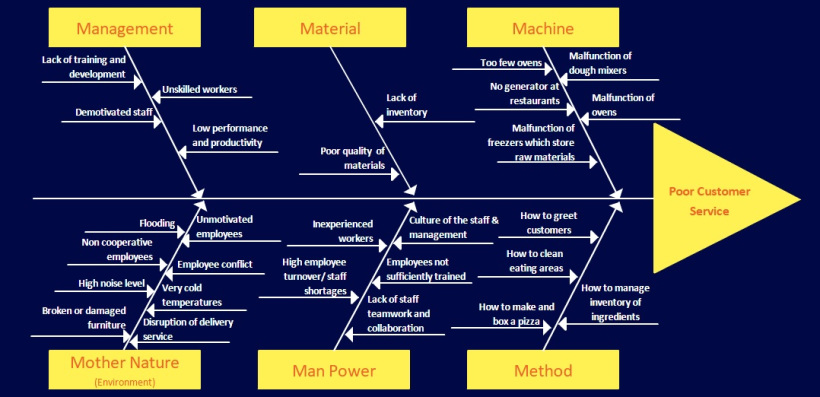 Management
Material
Machine
Lack of training and
development
Unskilled workers
Demotivated staff
Low performance
and productivity
Lack of
inventory
Poor quality of
materials
Too few ovens
Malfunction of
dough mixers
No generator at
restaurants
Malfunction of
ovens
Malfunction of
freezers which store
raw materials
Poor Customer
Service
Flooding
Unmotivated
employees
Non cooperative
employees
Employee conflict
High noise level
Very cold
temperatures
Broken or damaged
furniture
Disruption of delivery
service
Inexperienced
workers
Culture of the staff &
management
High employee
turnover/ staff
shortages
Employees not
sufficiently trained
Lack of staff
teamwork and
collaboration
How to greet
customers
How to clean
eating areas
How to manage
inventory of
ingredients
How to make and
box a pizza
Mother Nature
(Environment)
Man Power
Method